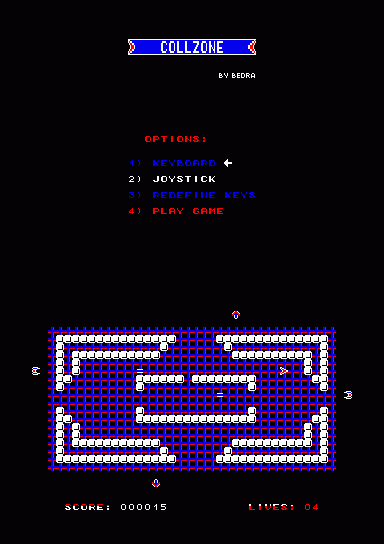 COLLZONE
BY BEDRA
OPTIONS:
1) KEYBOARD
2) JOYSTICK
3) REDEFINE KEYS
4) PLAY GAME
SCORE: 000015 LIVES: 04